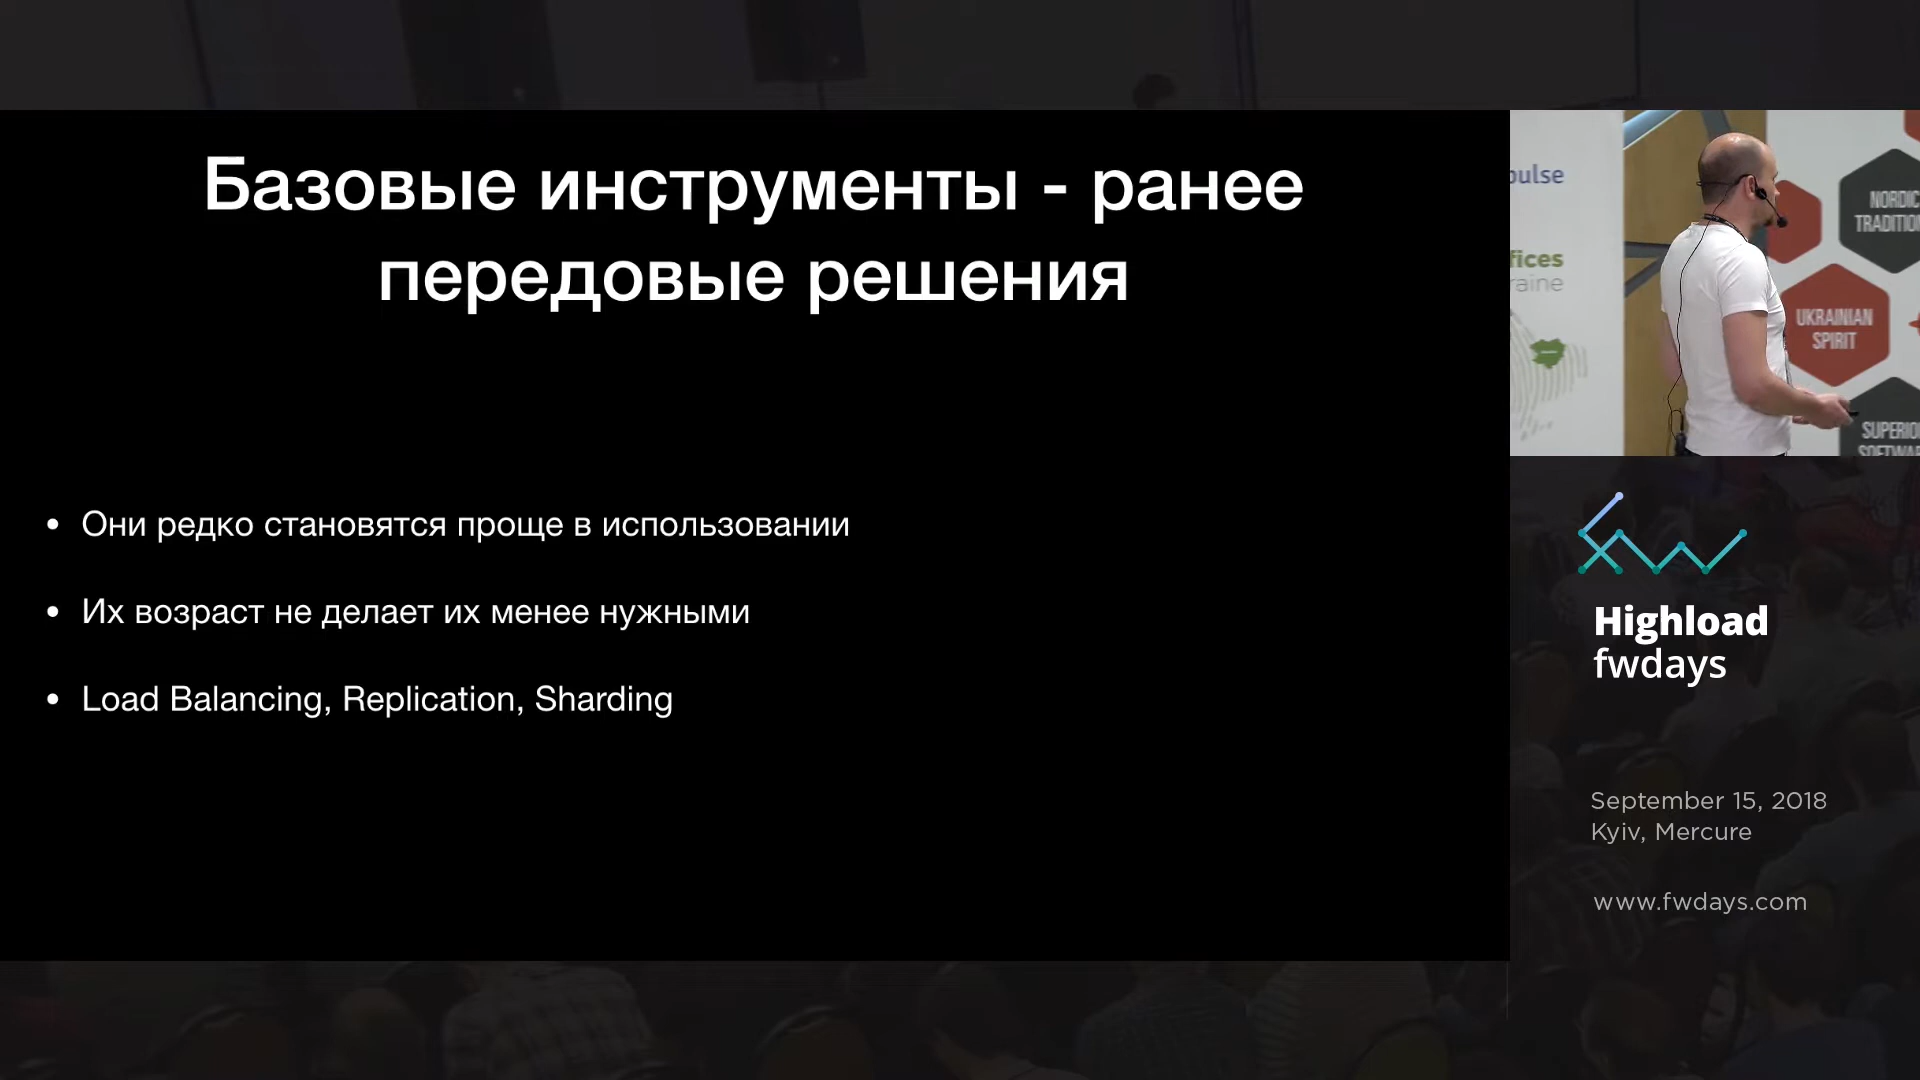 Базовые инструменты - ранее
передовые решения
• Они редко становятся проще в использовании
• Их возраст не делает их менее нужными
• Load Balancing, Replication, Sharding
NORDIC
UKRAINIAN
SPIRIT
Highload
fwdays
September 15, 2018
Kyiv, Mercure
www.fwdays.com